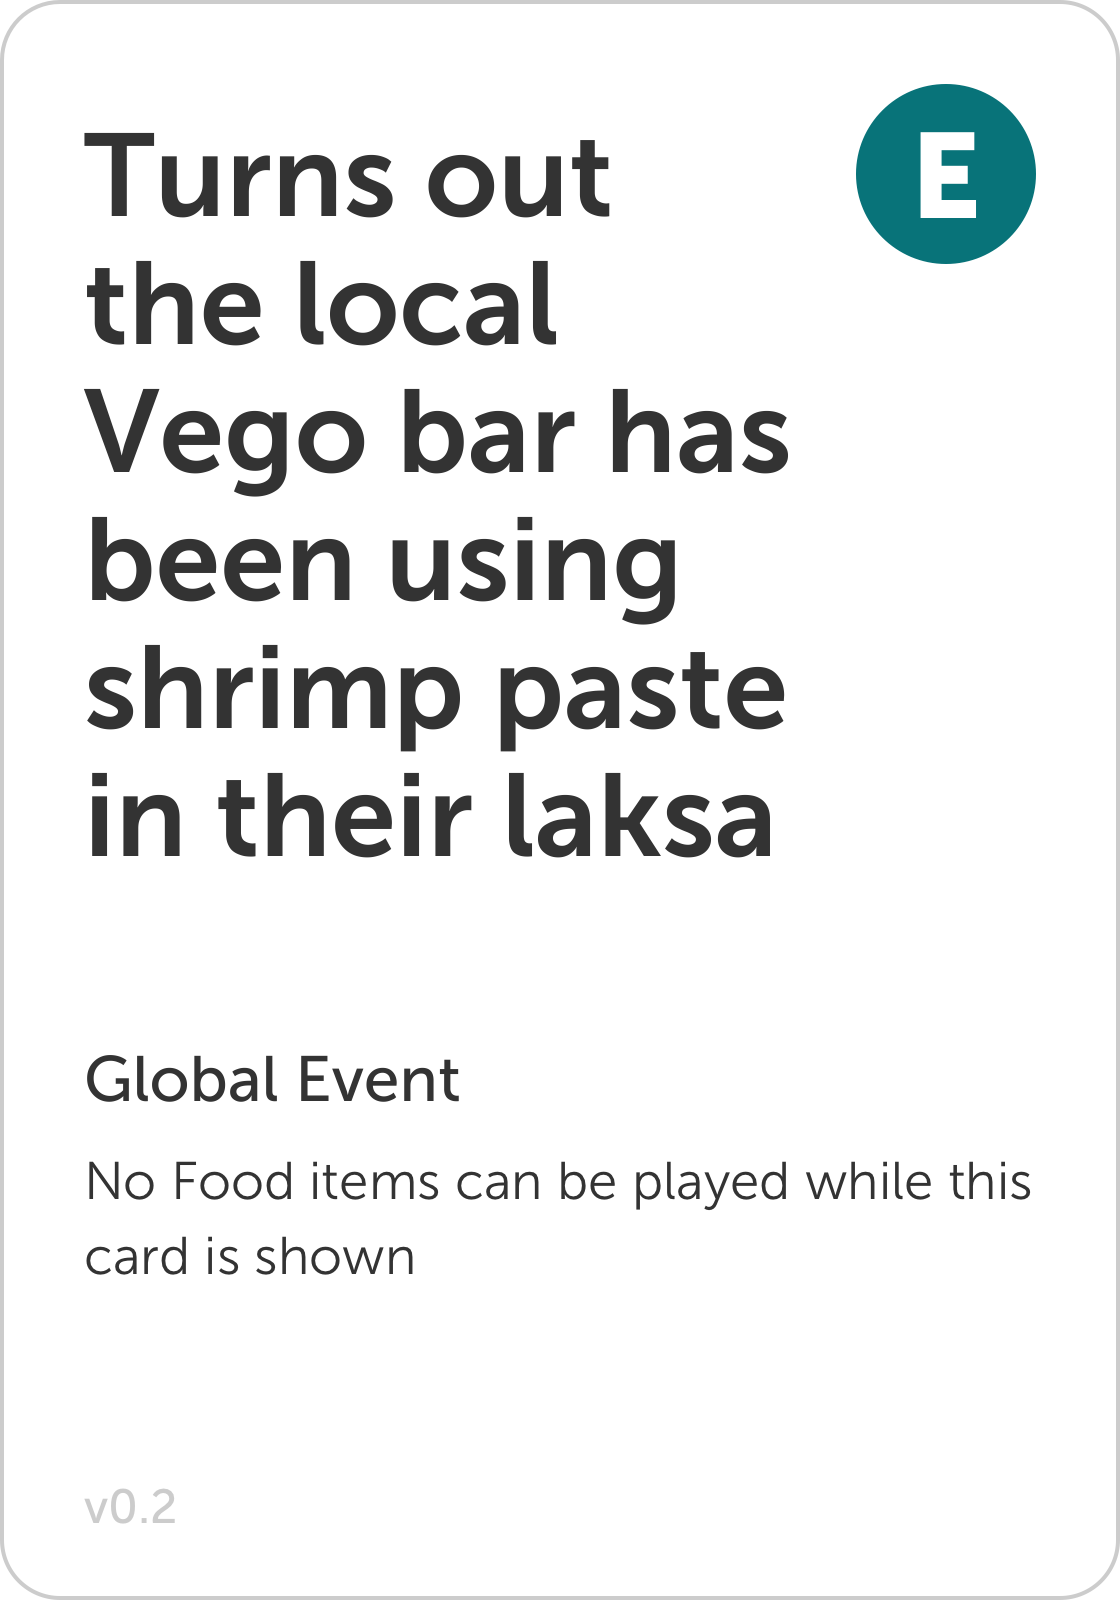 Turns out
the local
Vego bar has
been using
shrimp paste
in their laksa
E
Global Event
No Food items can be played while this
card is shown
v0.2